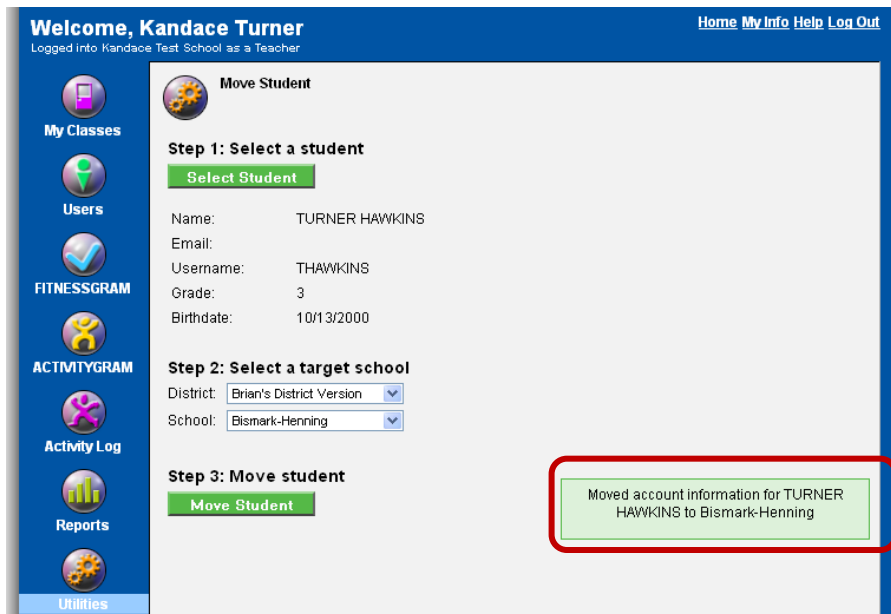 Welcome, Kandace Turner
Home My Info Help Log Out
Logged into Kandace Test School as a Teacher
My Classes
Users
FITNESSGRAM
ACTIVITYGRAM
Activity Log
Reports
Utilities
Move Student
Step 1: Select a student
Select Student
Name: TURNER HAWKINS
Email:
Username: THAWKINS
Grade: 3
Birthdate: 10/13/2000
Step 2: Select a target school
District: Brian's District Version
School: Bismark-Henning
Step 3: Move student
Move Student
Moved account information for TURNER
HAWKINS to Bismark-Henning